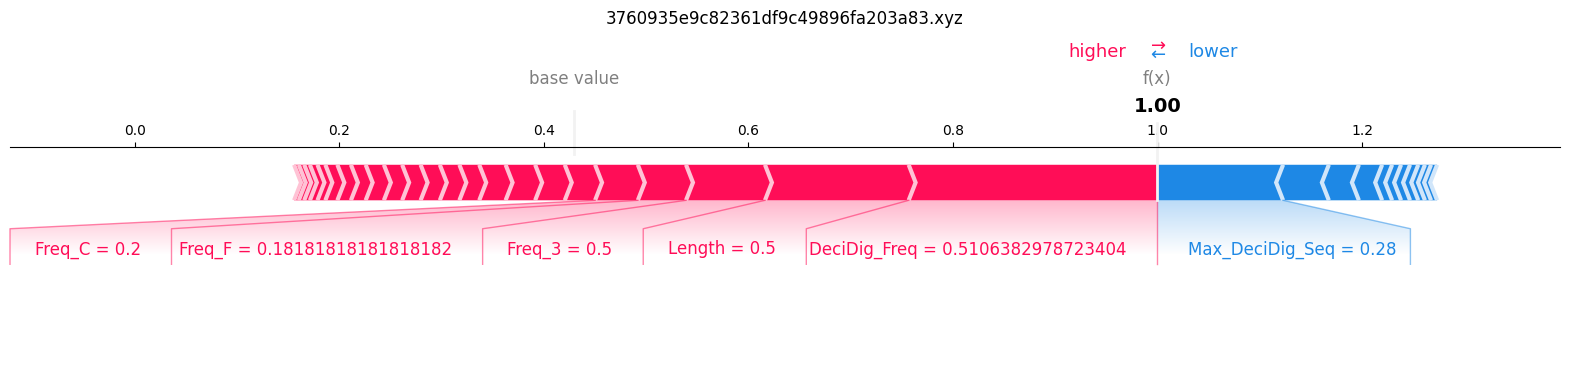 3760935e9c82361df9c49896fa203a83.xyz
higher ⇄ lower
base value f(x)
1.00
0.0 0.2 0.4 0.6 0.8 1.0 1.2
Freq_C = 0.2 Freq_F = 0.18181818181818182 Freq_3 = 0.5 Length = 0.5 DeciDig_Freq = 0.5106382978723404 Max_DeciDig_Seq = 0.28